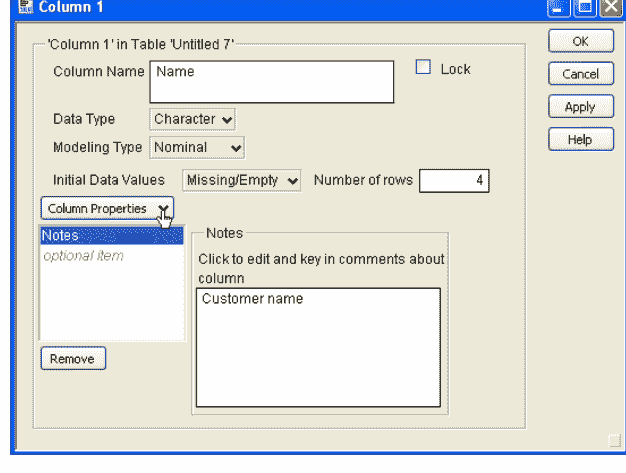 Column 1
'Column 1' in Table 'Untitled 7'
OK
Column Name Name Lock
Cancel
Data Type Character
Apply
Modeling Type Nominal
Help
Initial Data Values Missing/Empty Number of rows 4
Column Properties
Notes
optional item
Notes
Click to edit and key in comments about
column
Customer name
Remove